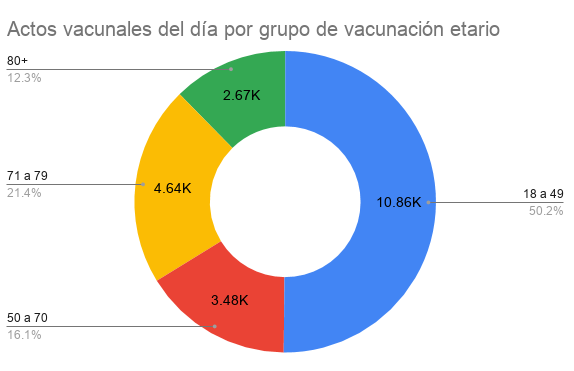 Actos vacunales del día por grupo de vacunación etario
80+
12.3%
2.67K
71 a 79
21.4%
4.64K
10.86K
18 a 49
50.2%
3.48K
50 a 70
16.1%